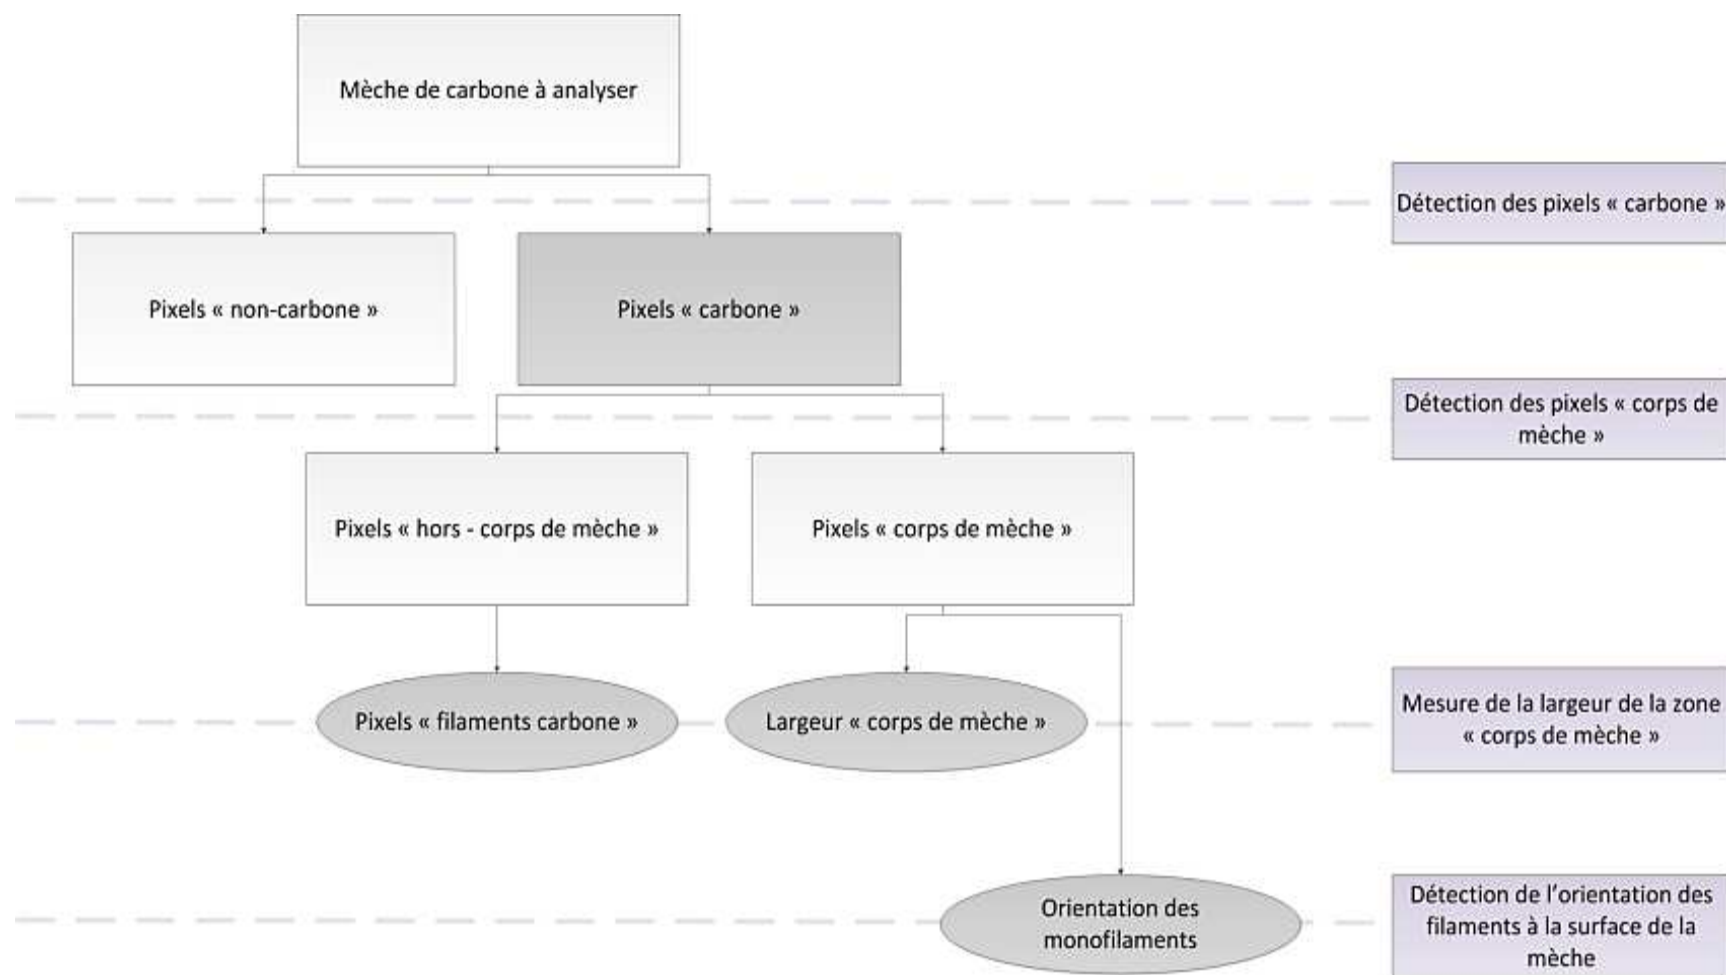 Mèche de carbone à analyser
Détection des pixels « carbone »
Pixels « non-carbone »
Pixels « carbone »
Détection des pixels « corps de
mèche »
Pixels « hors - corps de mèche »
Pixels « corps de mèche »
Pixels « filaments carbone »
Largeur « corps de mèche »
Mesure de la largeur de la zone
« corps de mèche »
Orientation des
monofilaments
Détection de l’orientation des
filaments à la surface de la
mèche